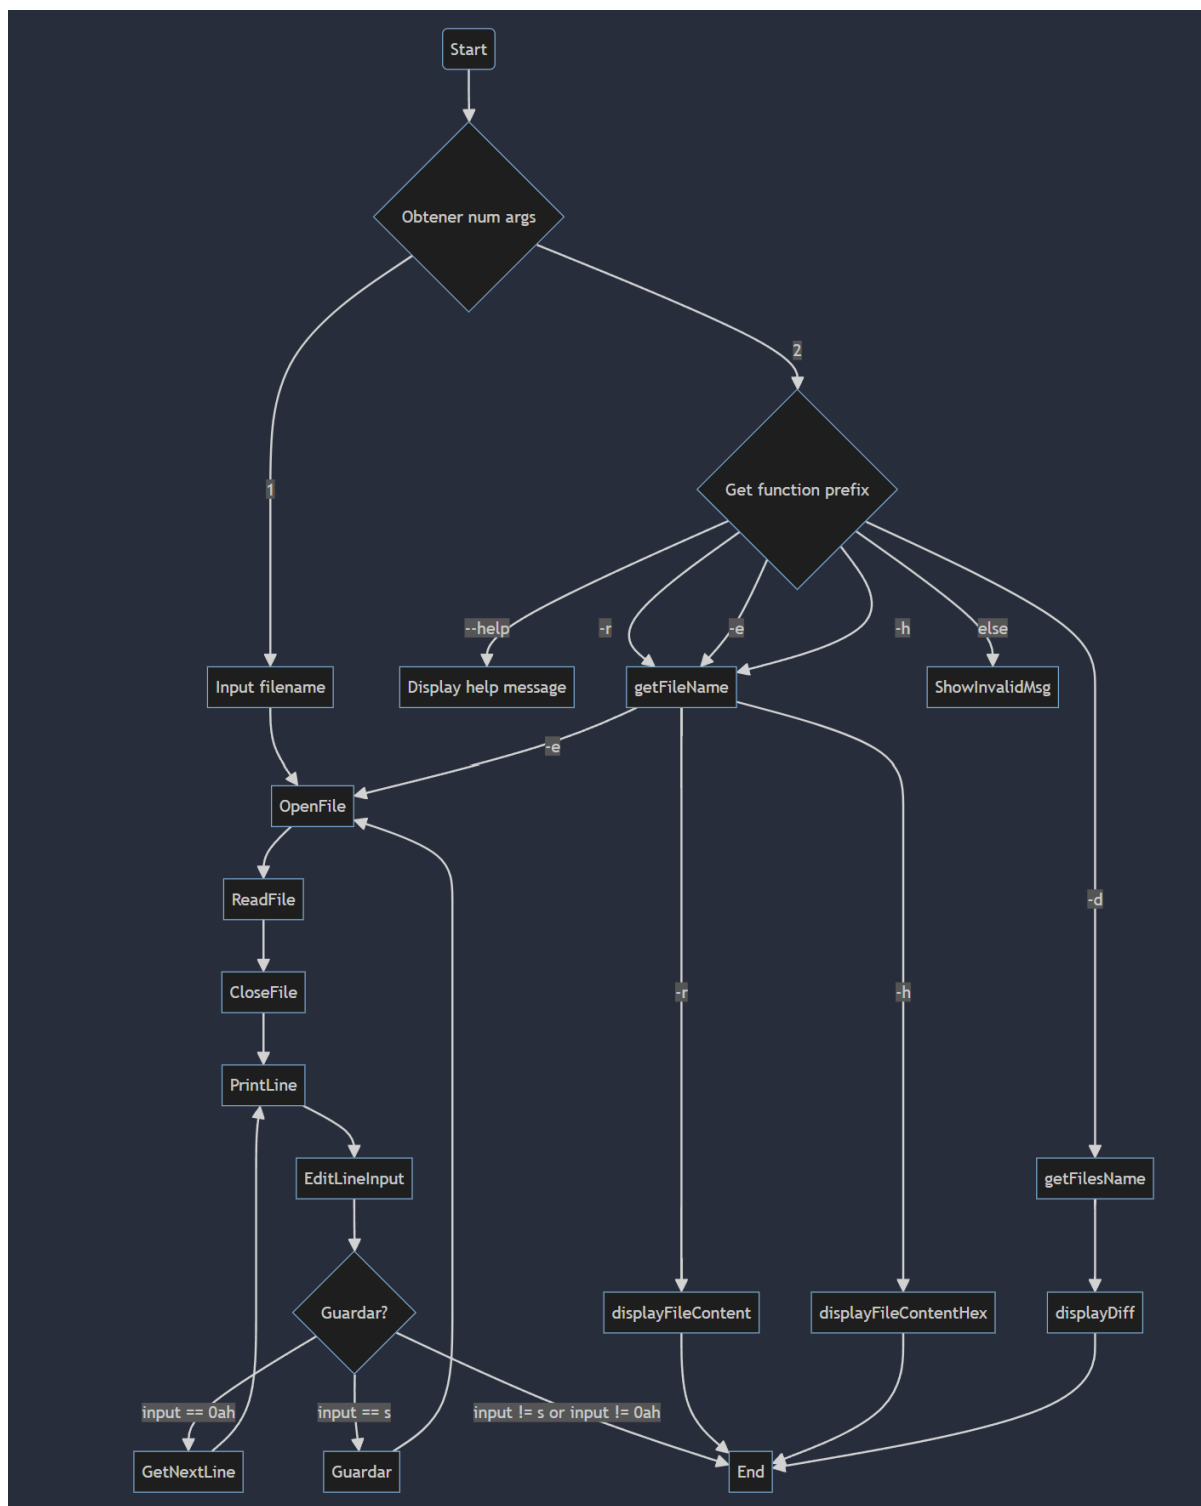 Start
Obtener num args
2
1
Get function prefix
--help
-r
-e
-h
else
Input filename
Display help message
getFileName
ShowInvalidMsg
-e
OpenFile
ReadFile
-d
CloseFile
-r
-h
PrintLine
EditLineInput
getFilesName
Guardar?
displayFileContent
displayFileContentHex
displayDiff
input == 0ah
input == s
input != s or input != 0ah
GetNextLine
Guardar
End